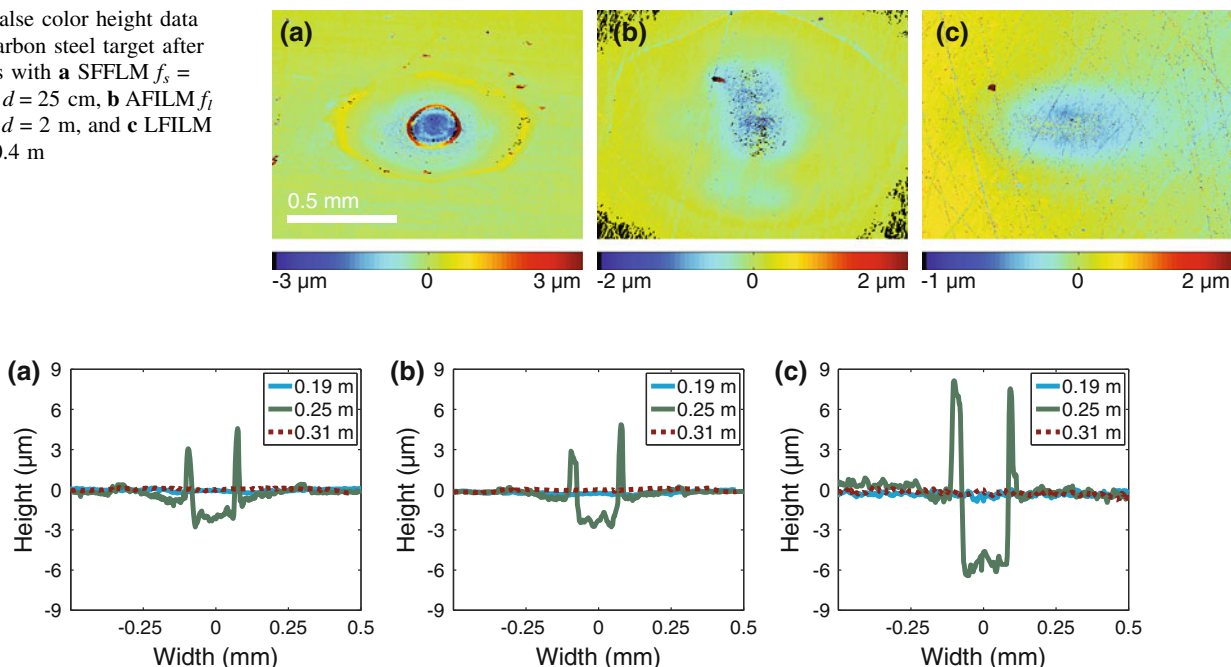 alse color height data
arbon steel target after
s with a SFFLM fs =
d = 25 cm, b AFILM fl
d = 2 m, and c LFILM
0.4 m
(a)
0.5 mm
(b)
(c)
-3 µm 0 3 µm
-2 µm 0 2 µm
-1 µm 0 2 µm
(a)
0.19 m
0.25 m
0.31 m
9
6
3
0
-3
-6
-9
Height (µm)
-0.25 0 0.25 0.5
Width (mm)
(b)
0.19 m
0.25 m
0.31 m
9
6
3
0
-3
-6
-9
Height (µm)
-0.25 0 0.25 0.5
Width (mm)
(c)
0.19 m
0.25 m
0.31 m
9
6
3
0
-3
-6
-9
Height (µm)
-0.25 0 0.25 0.5
Width (mm)